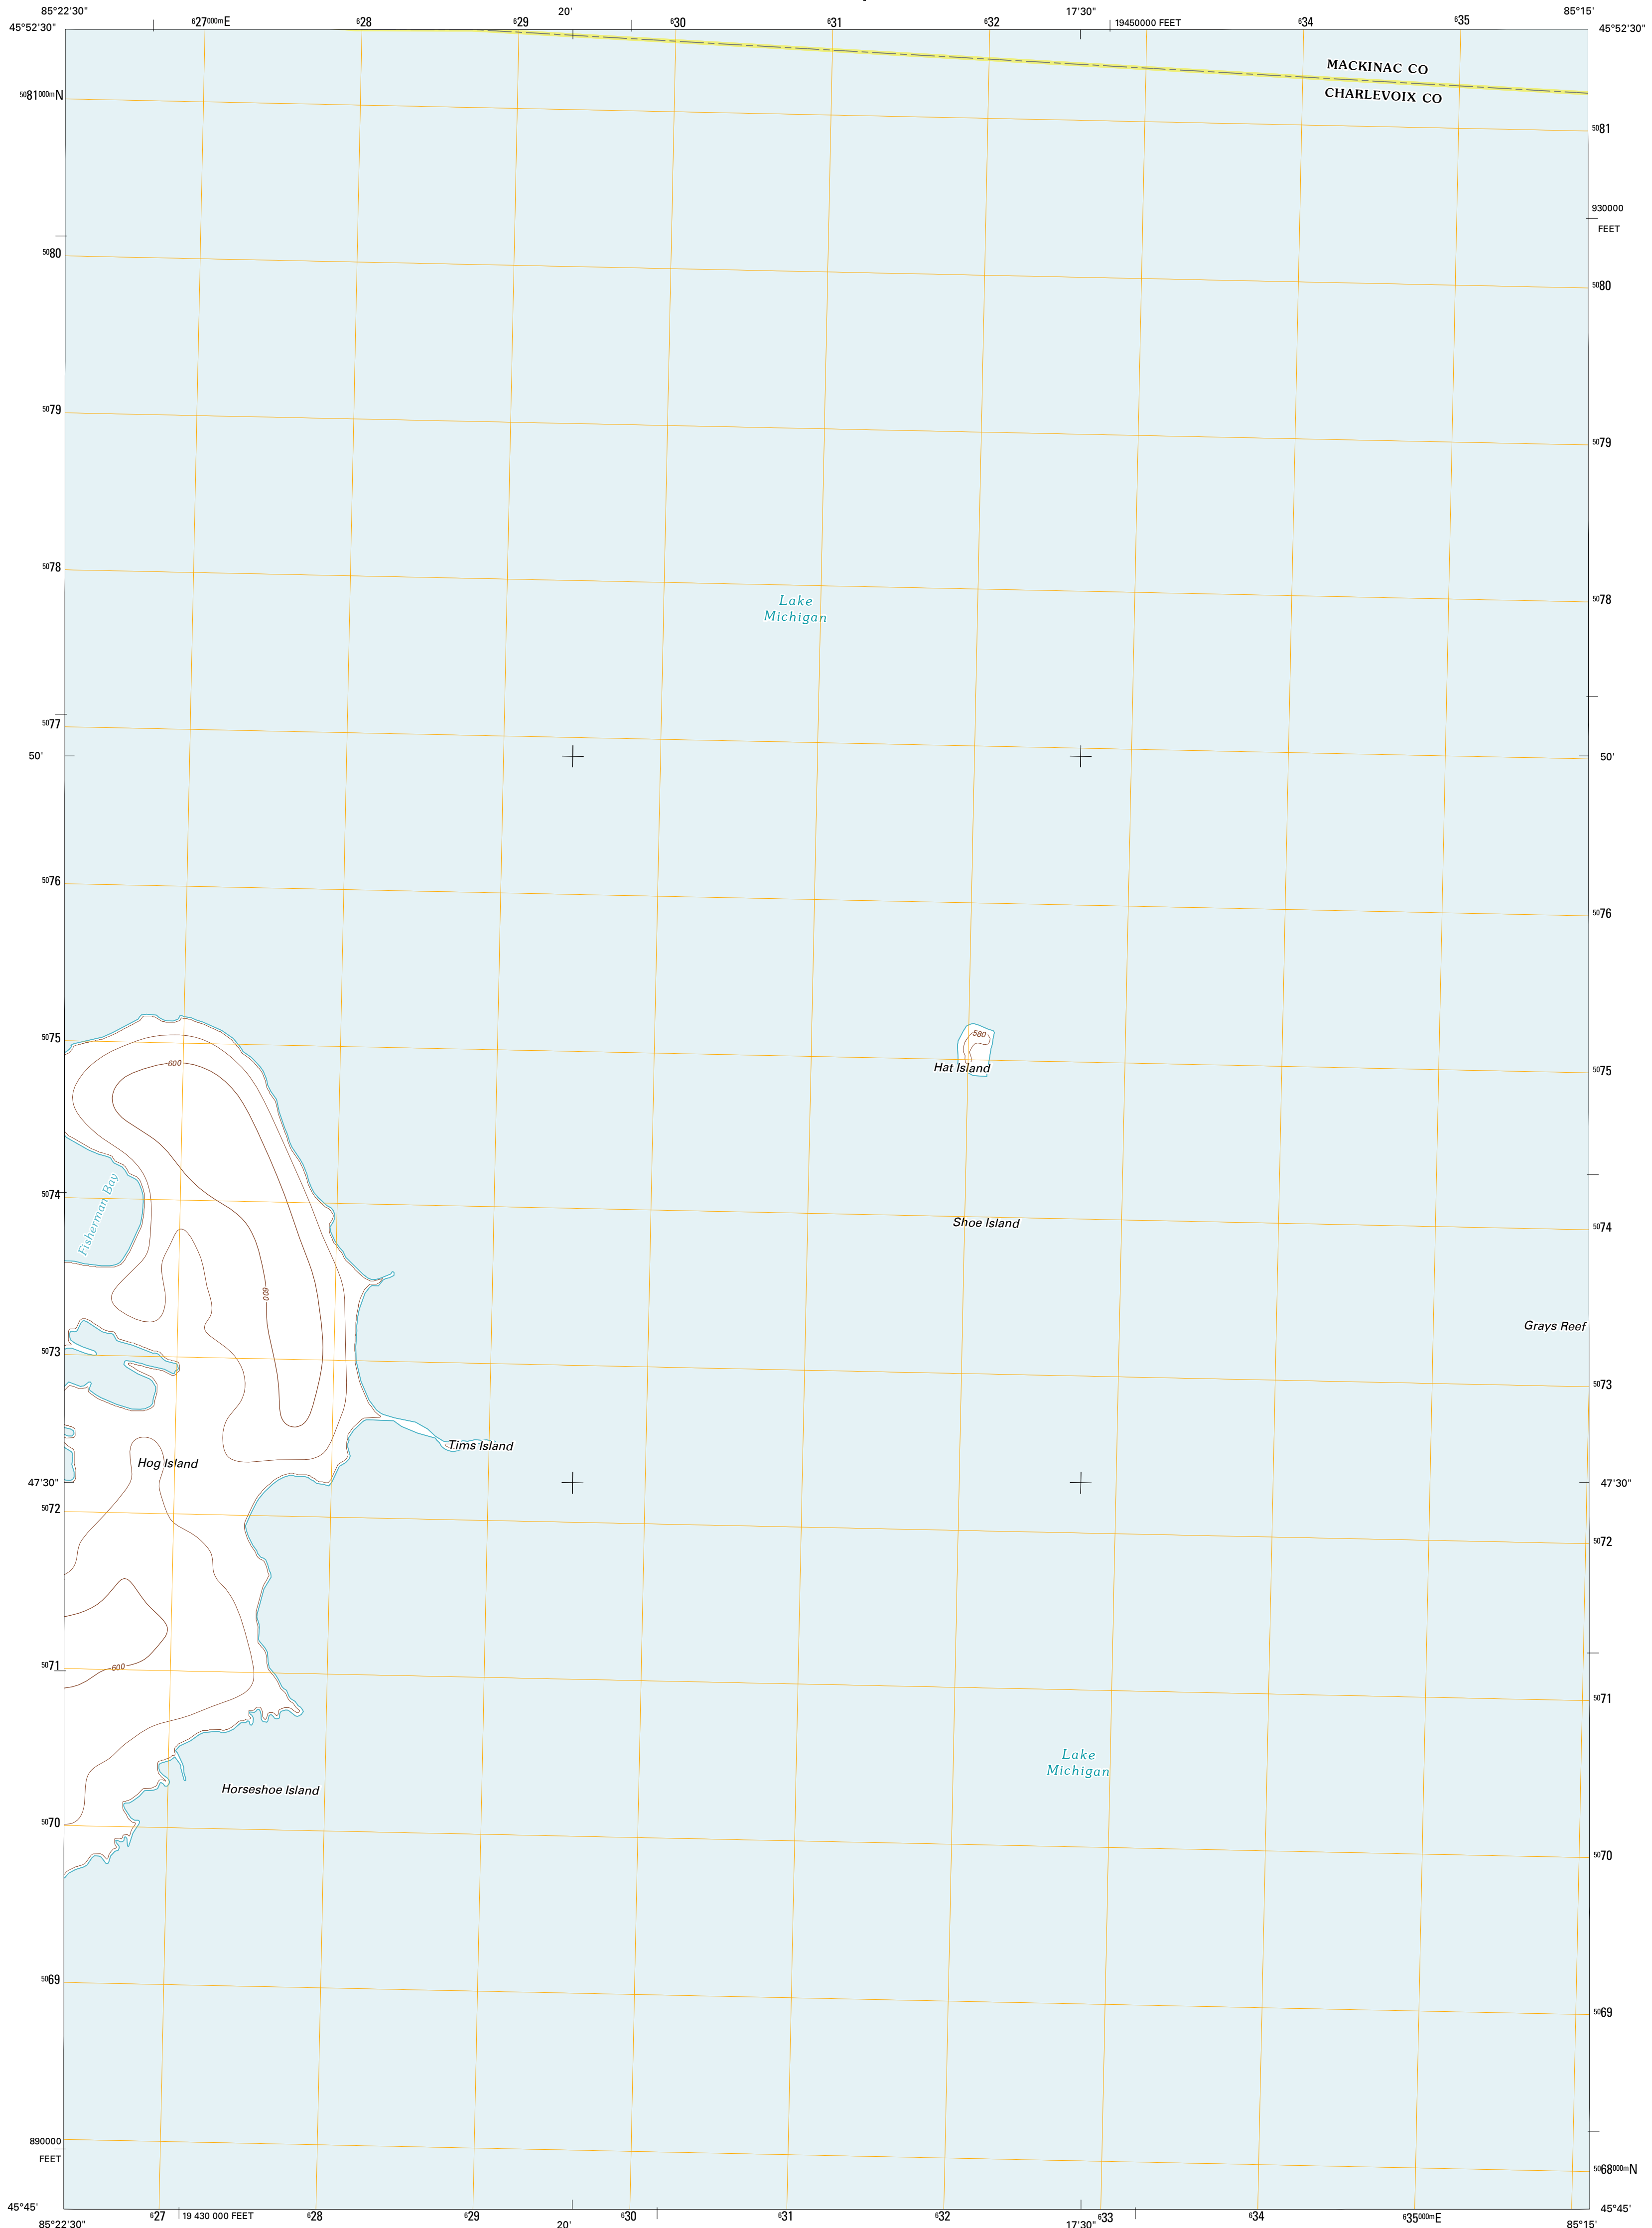 85°22'30"
⁶27⁰⁰⁰ᵐE
⁶28
⁶29
20'
⁶30
⁶31
⁶32
17'30"
19450000 FEET
⁶34
⁶35
85°15'
45°52'30"
45°52'30"
MACKINAC CO
CHARLEVOIX CO
⁵⁰81⁰⁰⁰ᵐN
⁵⁰81
930000
FEET
⁵⁰80
⁵⁰80
⁵⁰79
⁵⁰79
⁵⁰78
⁵⁰78
Lake
Michigan
⁵⁰77
50'
50'
⁵⁰76
⁵⁰76
580
⁵⁰75
600
Hat Island
⁵⁰75
Fisherman Bay
⁵⁰74
Shoe Island
⁵⁰74
600
Grays Reef
⁵⁰73
⁵⁰73
Tims Island
Hog Island
47'30"
47'30"
⁵⁰72
⁵⁰72
600
⁵⁰71
⁵⁰71
Lake
Michigan
Horseshoe Island
⁵⁰70
⁵⁰70
⁵⁰69
⁵⁰69
890000
FEET
⁵⁰68⁰⁰⁰ᵐN
45°45'
45°45'
⁶27
19 430 000 FEET
⁶28
⁶29
⁶30
⁶31
⁶32
⁶33
⁶34
⁶35⁰⁰⁰ᵐE
85°22'30"
20'
17'30"
85°15'